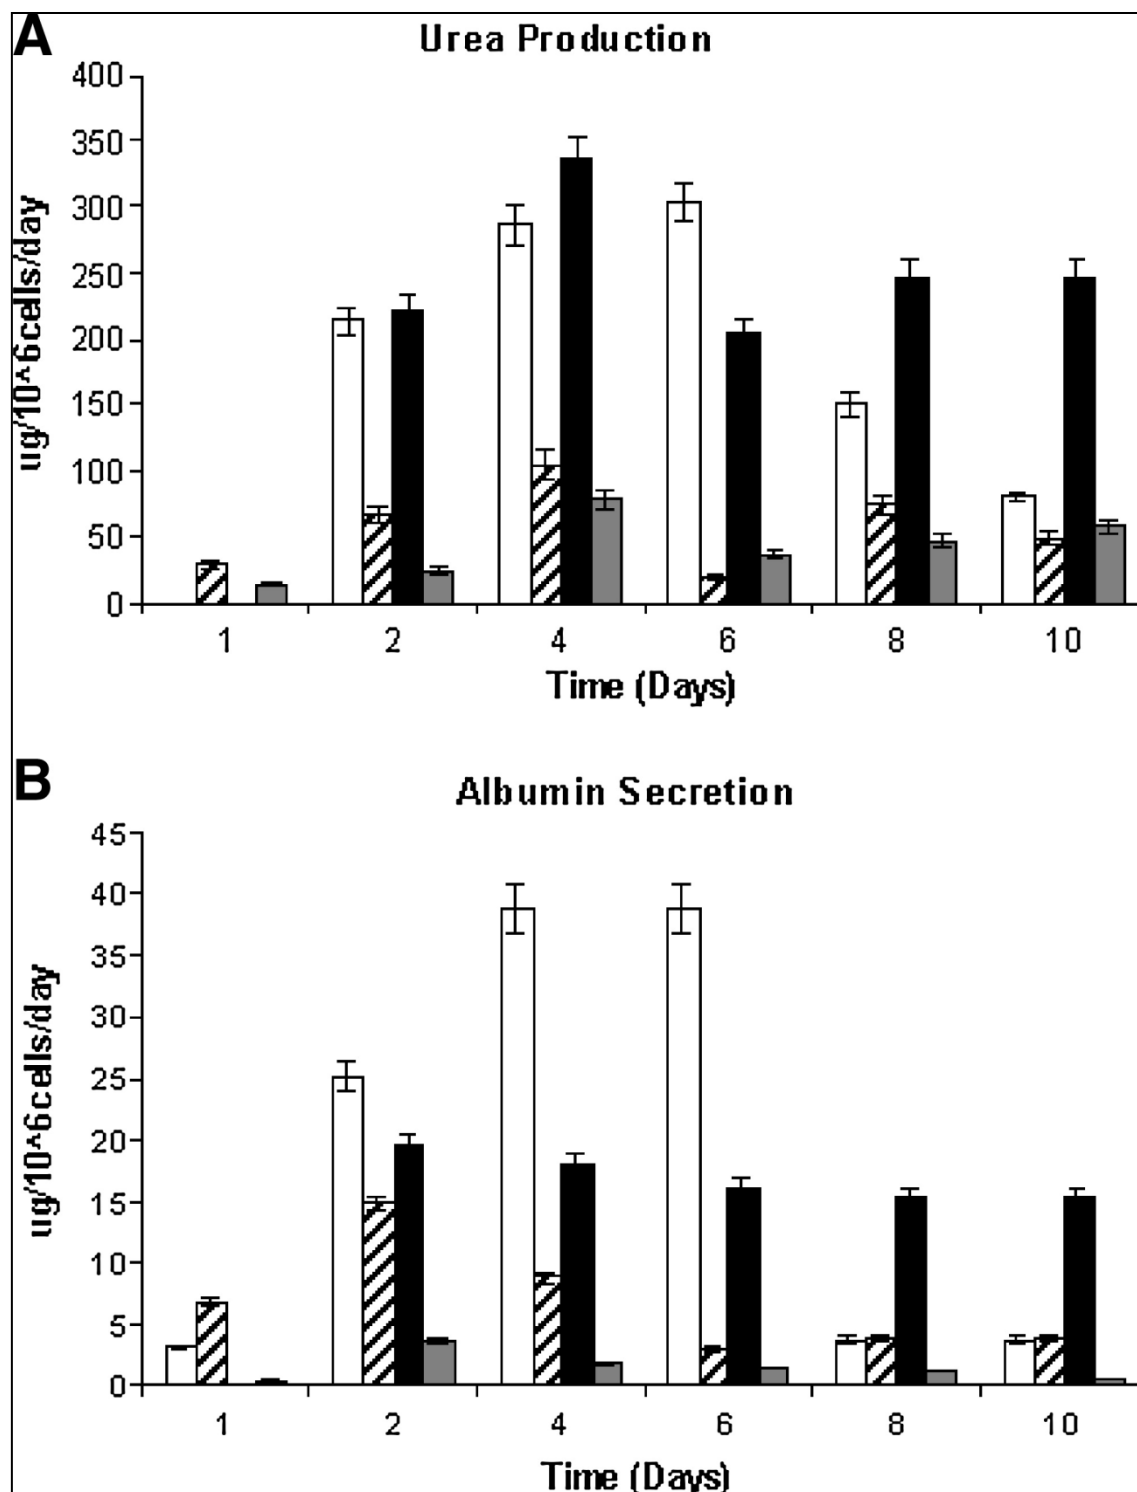 A
Urea Production
400
350
300
250
200
150
100
50
0
ug/10^6cells/day
1 2 4 6 8 10
Time (Days)
B
Albumin Secretion
45
40
35
30
25
20
15
10
5
0
ug/10^6cells/day
1 2 4 6 8 10
Time (Days)